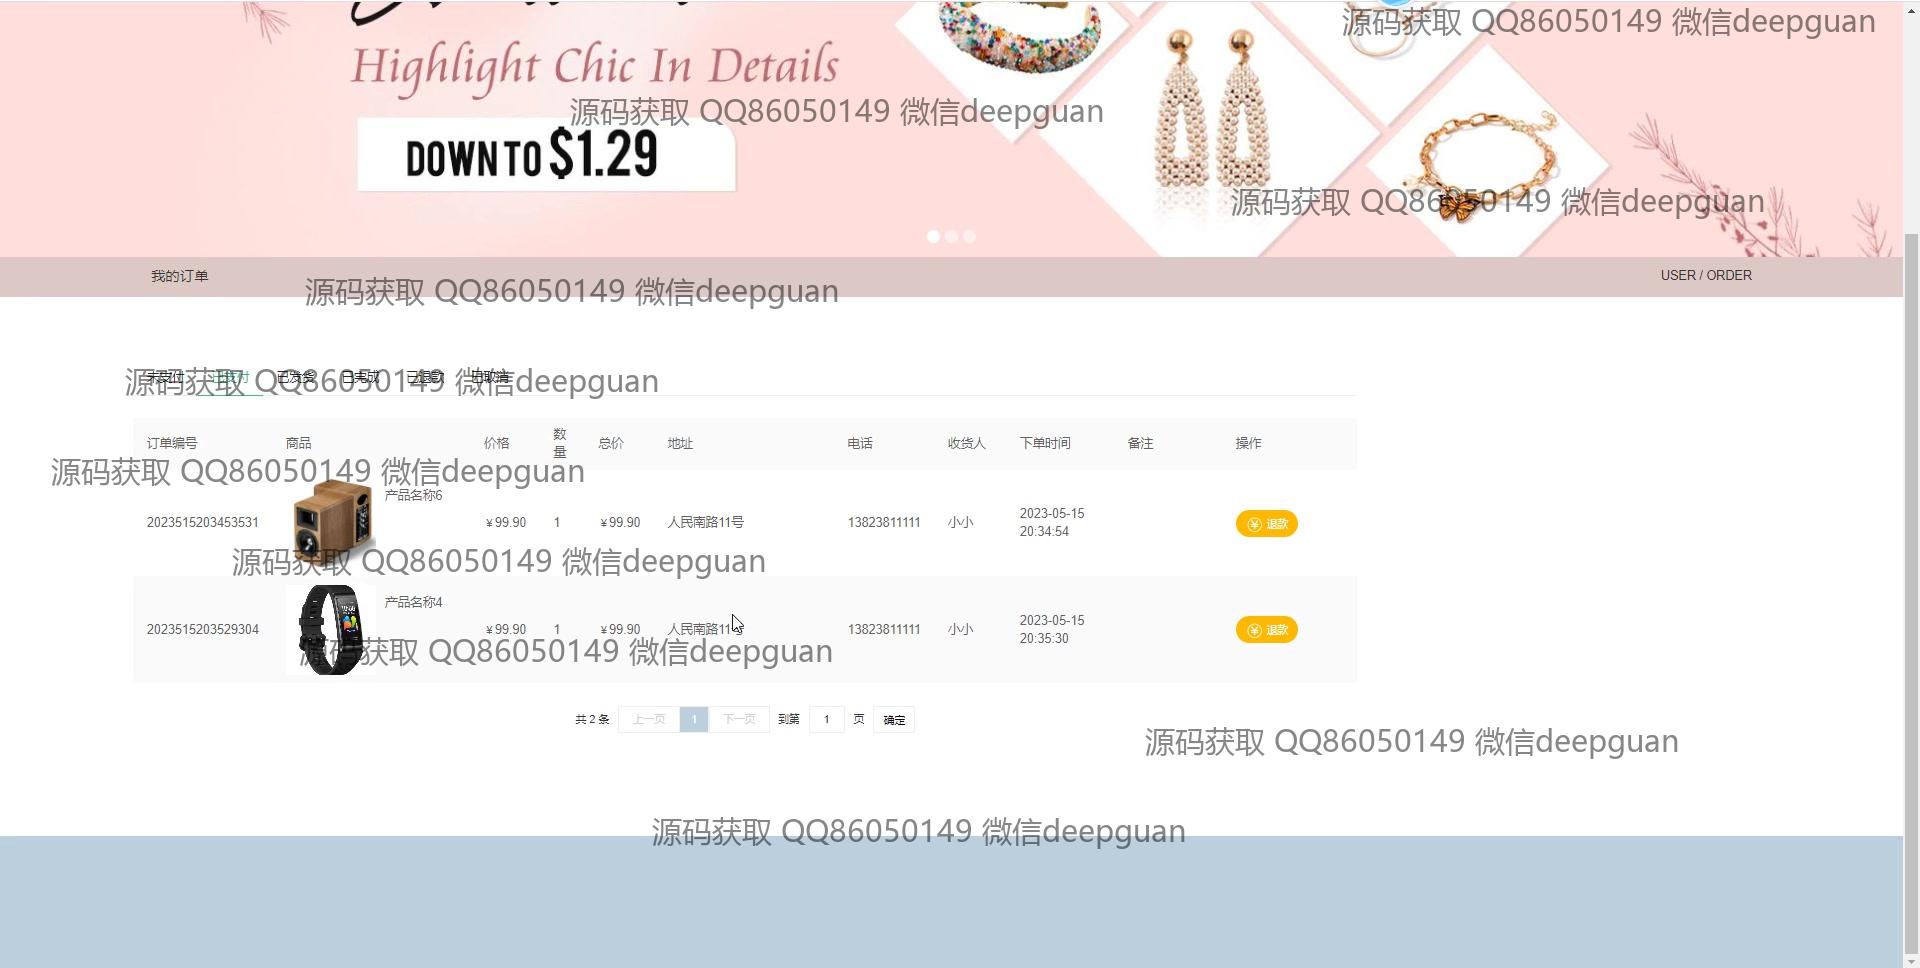 源码获取 QQ86050149 微信deepguan
Highlight Chic In Details
源码获取 QQ86050149 微信deepguan
DOWN TO $1.29
源码获取 QQ86050149 微信deepguan
我的订单
USER / ORDER
源码获取 QQ86050149 微信deepguan
未支付 已支付 已发货 已完成 已退款 已取消
源码获取 QQ86050149 微信deepguan
订单编号 商品 价格 数量 总价 地址 电话 收货人 下单时间 备注 操作
源码获取 QQ86050149 微信deepguan
产品名称6
2023515203453531 ￥99.90 1 ￥99.90 人民南路11号 13823811111 小小 2023-05-15 20:34:54 退款
源码获取 QQ86050149 微信deepguan
产品名称4
2023515203529304 ￥99.90 1 ￥99.90 人民南路11号 13823811111 小小 2023-05-15 20:35:30 退款
源码获取 QQ86050149 微信deepguan
共 2 条 上一页 1 下一页 到第 1 页 确定
源码获取 QQ86050149 微信deepguan
源码获取 QQ86050149 微信deepguan